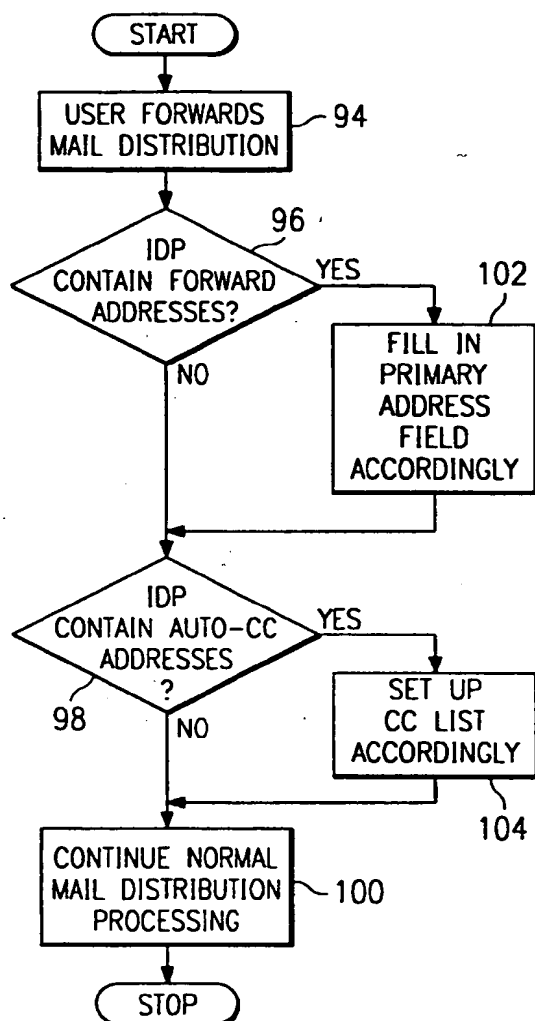 START
USER FORWARDS
MAIL DISTRIBUTION
94
96
IDP
CONTAIN FORWARD
ADDRESSES?
YES
NO
102
FILL IN
PRIMARY
ADDRESS
FIELD
ACCORDINGLY
IDP
CONTAIN AUTO-CC
ADDRESSES
?
YES
98
NO
SET UP
CC LIST
ACCORDINGLY
104
CONTINUE NORMAL
MAIL DISTRIBUTION
PROCESSING
100
STOP